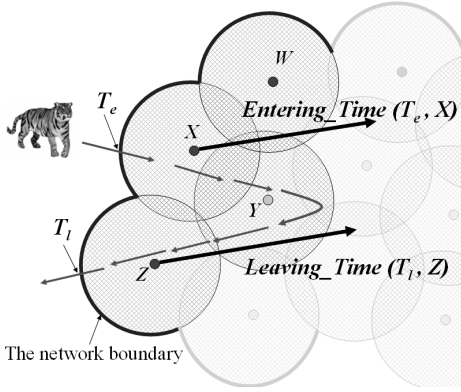 W
T_e
Entering_Time (T_e, X)
X
Y
T_l
Z
Leaving_Time (T_l, Z)
The network boundary